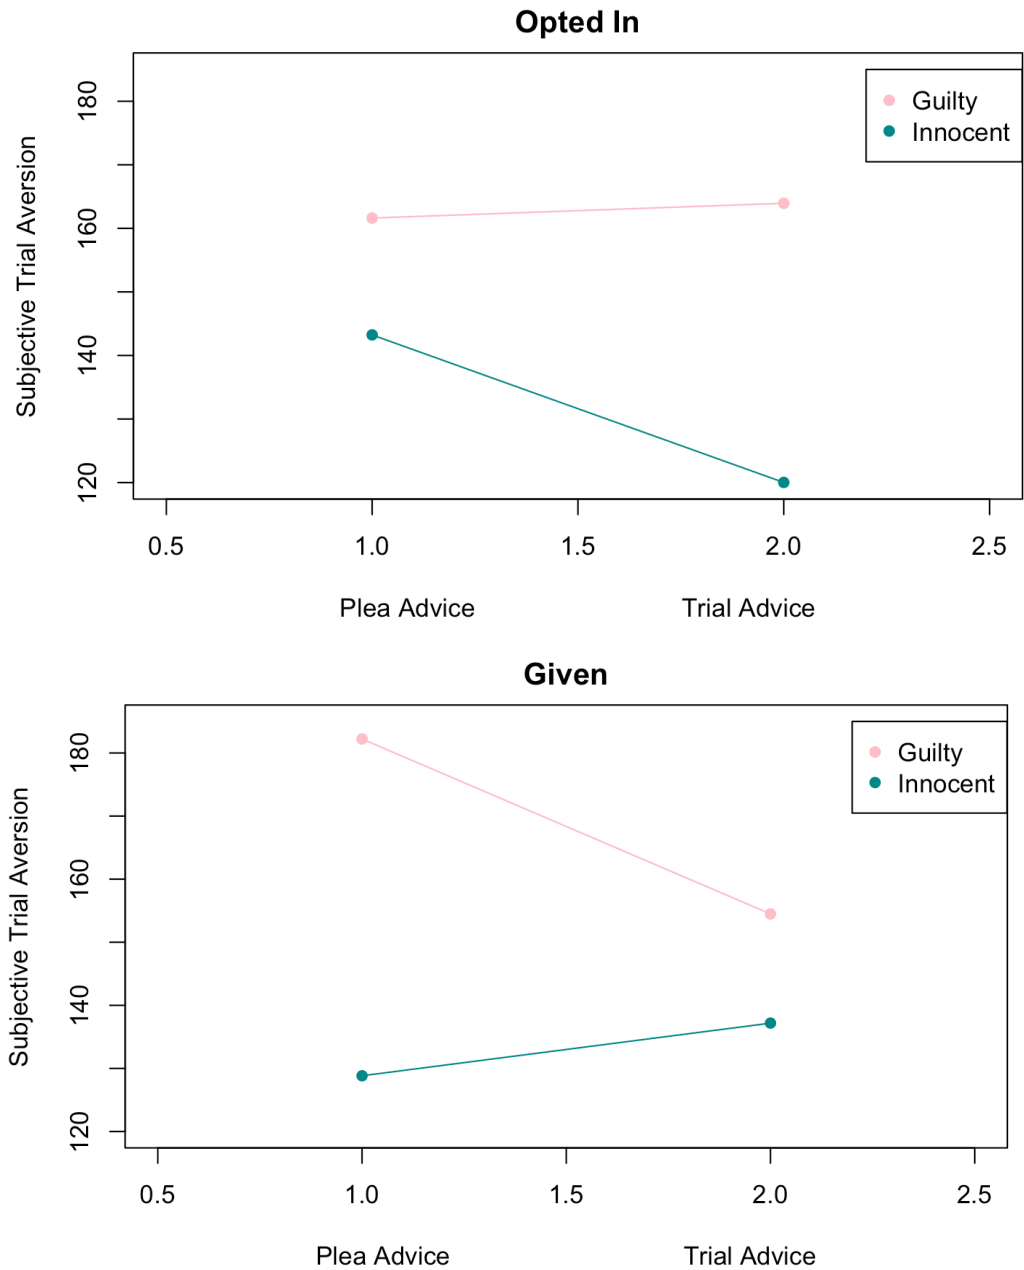 Opted In
Guilty
Innocent
Subjective Trial Aversion
180
160
140
120
0.5 1.0 1.5 2.0 2.5
Plea Advice Trial Advice
Given
Guilty
Innocent
Subjective Trial Aversion
180
160
140
120
0.5 1.0 1.5 2.0 2.5
Plea Advice Trial Advice